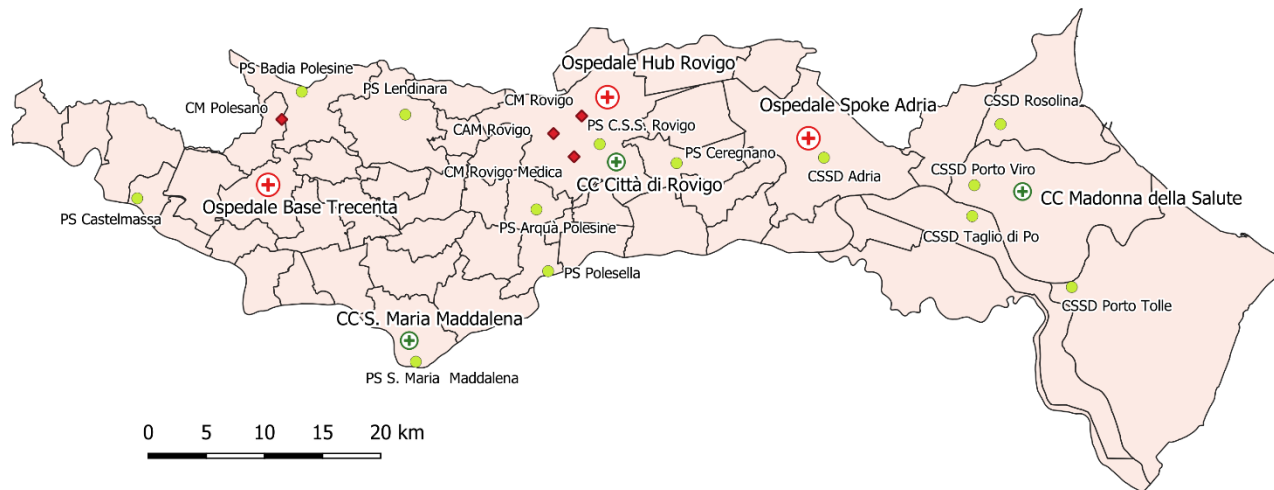 Ospedale Hub Rovigo
PS Badia Polesine
PS Lendinara
CM Polesano
CM Rovigo
Ospedale Spoke Adria
CSSD Rosolina
CAM Rovigo
PS C.S.S. Rovigo
PS Ceregnano
CM Rovigo Medica
CSSD Adria
CSSD Porto Viro
CC Città di Rovigo
CC Madonna della Salute
Ospedale Base Trecenta
PS Castelmassa
PS Arquà Polesine
CSSD Taglio di Po
PS Polesella
CSSD Porto Tolle
CC S. Maria Maddalena
PS S. Maria Maddalena
0 5 10 15 20 km